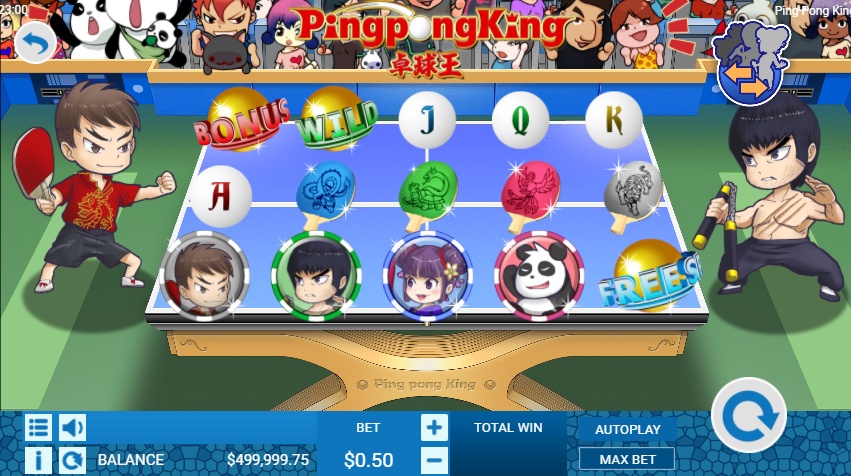 23:00
Ping Pong King
PingpongKing
卓球王
BONUS
WILD
J
Q
K
A
FREES
Ping pong King
BET
TOTAL WIN
AUTOPLAY
BALANCE
$499,999.75
$0.50
MAX BET